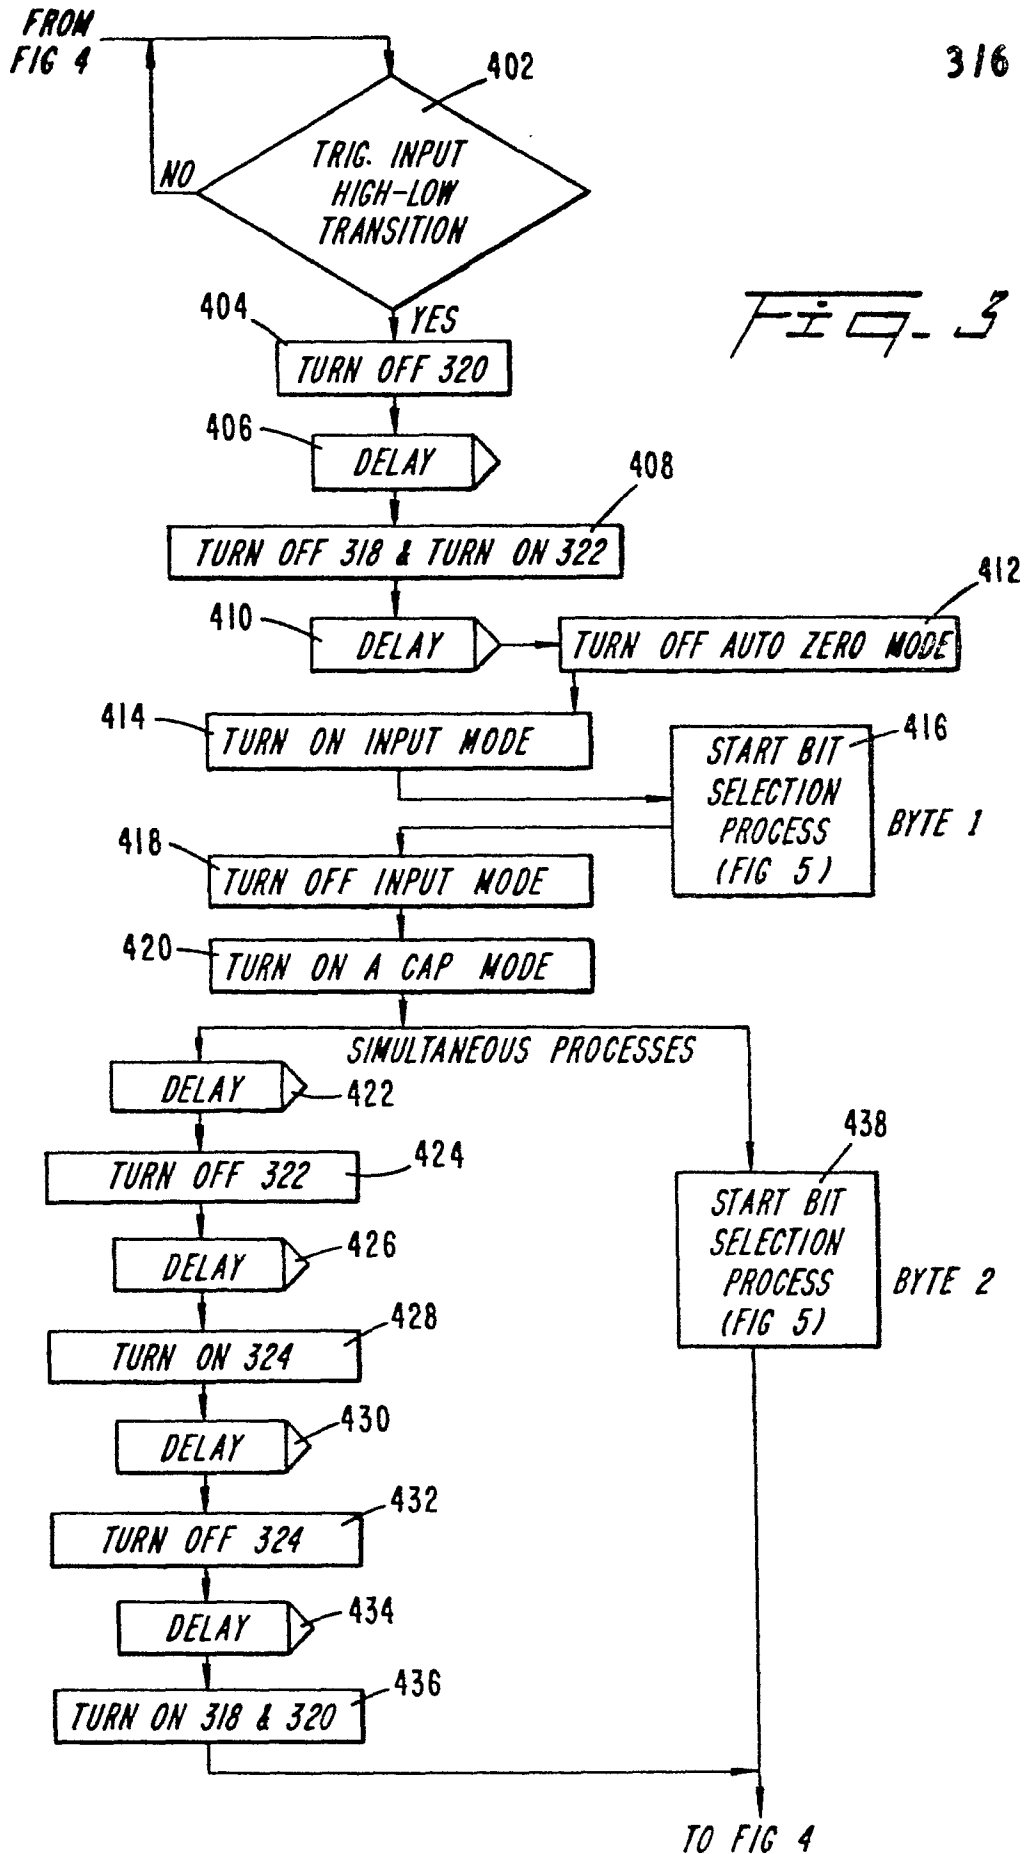 FROM
FIG 4
402
316
NO
TRIG. INPUT
HIGH-LOW
TRANSITION
Fig. 3
404
YES
TURN OFF 320
406
DELAY
408
TURN OFF 318 & TURN ON 322
412
410
DELAY
TURN OFF AUTO ZERO MODE
414
TURN ON INPUT MODE
416
START BIT
SELECTION
PROCESS
(FIG 5)
BYTE 1
418
TURN OFF INPUT MODE
420
TURN ON A CAP MODE
SIMULTANEOUS PROCESSES
DELAY
422
TURN OFF 322
424
438
START BIT
SELECTION
PROCESS
(FIG 5)
BYTE 2
DELAY
426
TURN ON 324
428
DELAY
430
TURN OFF 324
432
DELAY
434
TURN ON 318 & 320
436
TO FIG 4